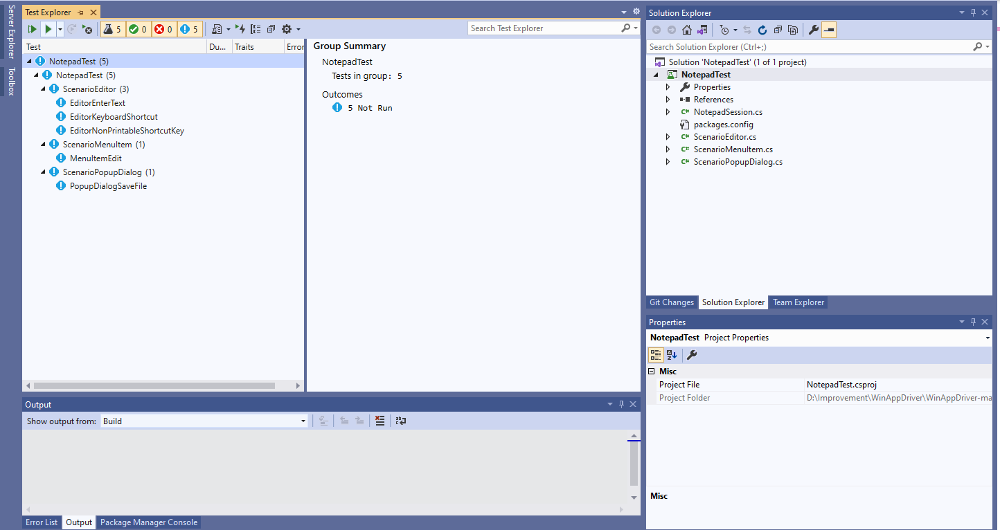 Server Explorer
Toolbox
Test Explorer
5 0 0 5
Search Test Explorer
Test Du... Traits Error
NotepadTest (5)
NotepadTest (5)
ScenarioEditor (3)
EditorEnterText
EditorKeyboardShortcut
EditorNonPrintableShortcutKey
ScenarioMenuItem (1)
MenuItemEdit
ScenarioPopupDialog (1)
PopupDialogSaveFile
Group Summary
NotepadTest
Tests in group: 5
Outcomes
5 Not Run
Output
Show output from: Build
Error List Output Package Manager Console
Solution Explorer
Search Solution Explorer (Ctrl+;)
Solution 'NotepadTest' (1 of 1 project)
NotepadTest
Properties
References
C# NotepadSession.cs
packages.config
C# ScenarioEditor.cs
C# ScenarioMenuItem.cs
C# ScenarioPopupDialog.cs
Git Changes Solution Explorer Team Explorer
Properties
NotepadTest Project Properties
Misc
Project File NotepadTest.csproj
Project Folder D:\Improvement\WinAppDriver\WinAppDriver-ma
Misc